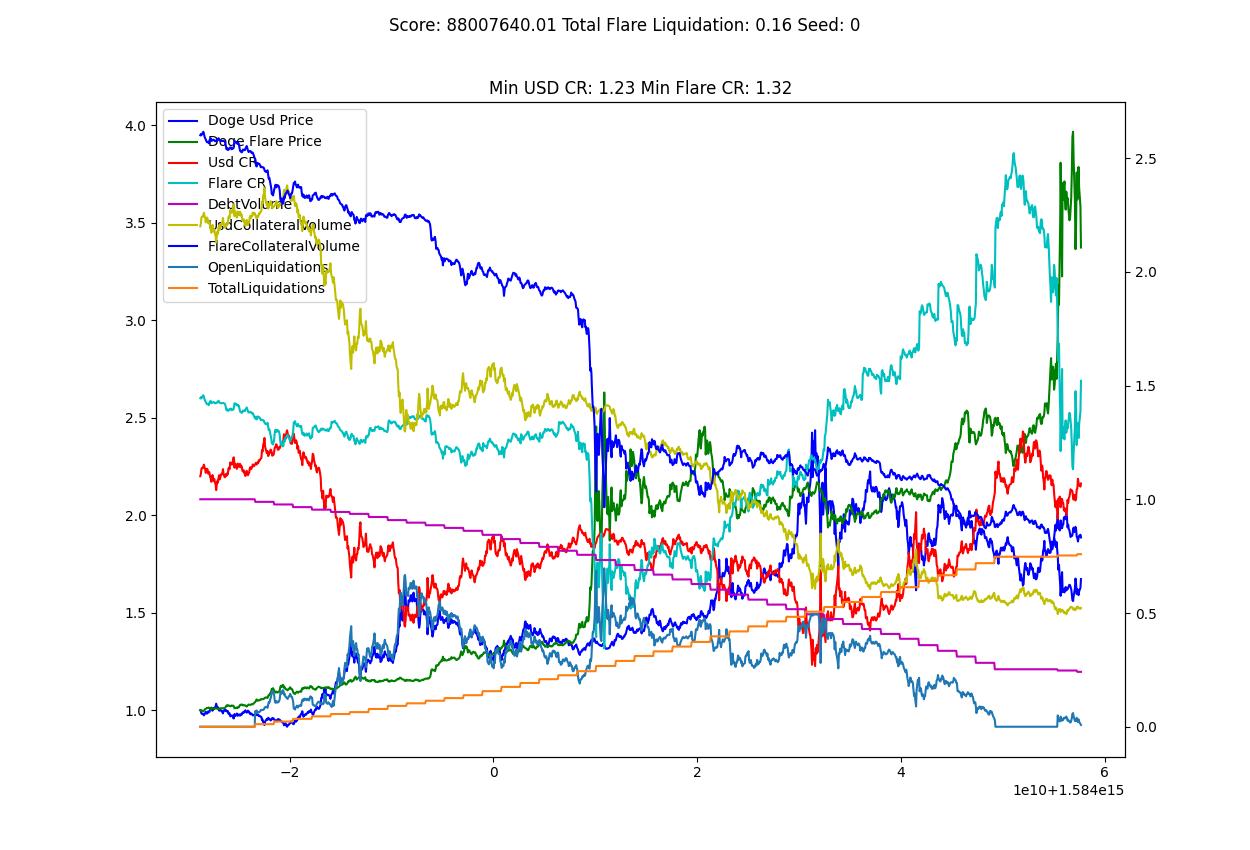 Score: 88007640.01 Total Flare Liquidation: 0.16 Seed: 0
Min USD CR: 1.23 Min Flare CR: 1.32
Doge Usd Price
Doge Flare Price
Usd CR
Flare CR
DebtVolume
UsdCollateralVolume
FlareCollateralVolume
OpenLiquidations
TotalLiquidations
4.0
3.5
3.0
2.5
2.0
1.5
1.0
2.5
2.0
1.5
1.0
0.5
0.0
−2
0
2
4
6
1e10+1.584e15